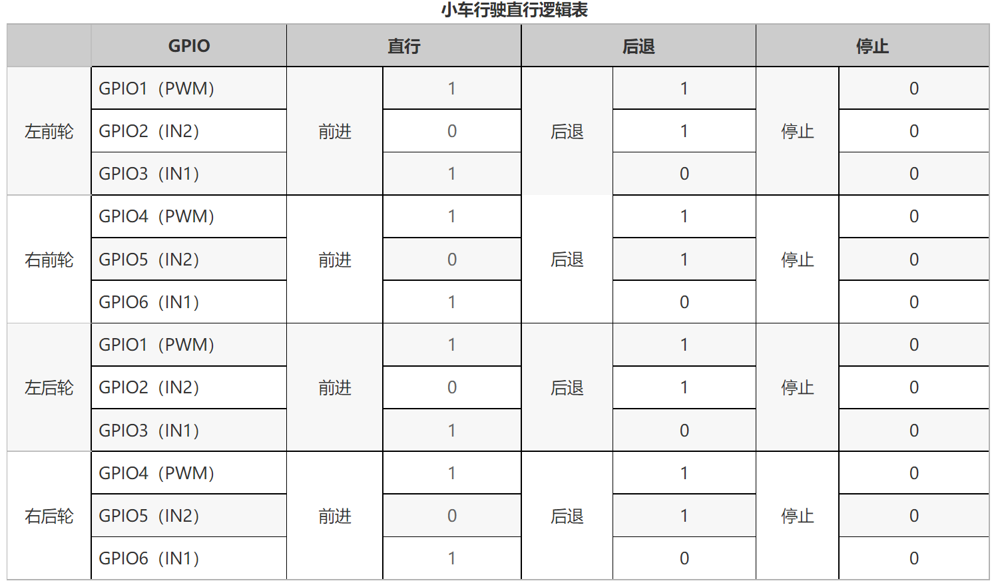 小车行驶直行逻辑表
GPIO 直行 后退 停止
左前轮 GPIO1（PWM） 前进 1 后退 1 停止 0
GPIO2（IN2） 0 1 0
GPIO3（IN1） 1 0 0
右前轮 GPIO4（PWM） 前进 1 后退 1 停止 0
GPIO5（IN2） 0 1 0
GPIO6（IN1） 1 0 0
左后轮 GPIO1（PWM） 前进 1 后退 1 停止 0
GPIO2（IN2） 0 1 0
GPIO3（IN1） 1 0 0
右后轮 GPIO4（PWM） 前进 1 后退 1 停止 0
GPIO5（IN2） 0 1 0
GPIO6（IN1） 1 0 0